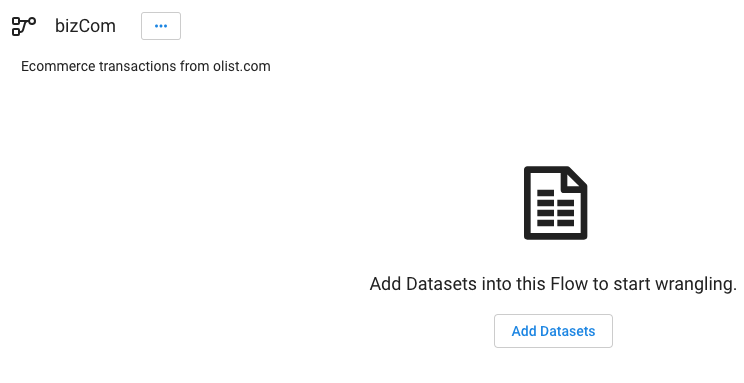 bizCom
Ecommerce transactions from olist.com
Add Datasets into this Flow to start wrangling.
Add Datasets